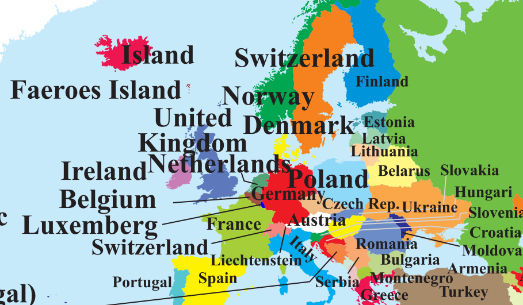 Island
Switzerland
Finland
Faeroes Island
Norway
United
Kingdom
Denmark
Estonia
Latvia
Lithuania
Ireland
Netherlands
Belarus
Slovakia
Poland
Belgium
Germany
Hungari
Czech Rep.
Ukraine
Slovenia
Luxemberg
France
Austria
Croatia
Switzerland
Italy
Romania
Moldova
Liechtenstein
Bulgaria
Armenia
Portugal
Spain
Serbia
Montenegro
Turkey
Greece
c
gal)